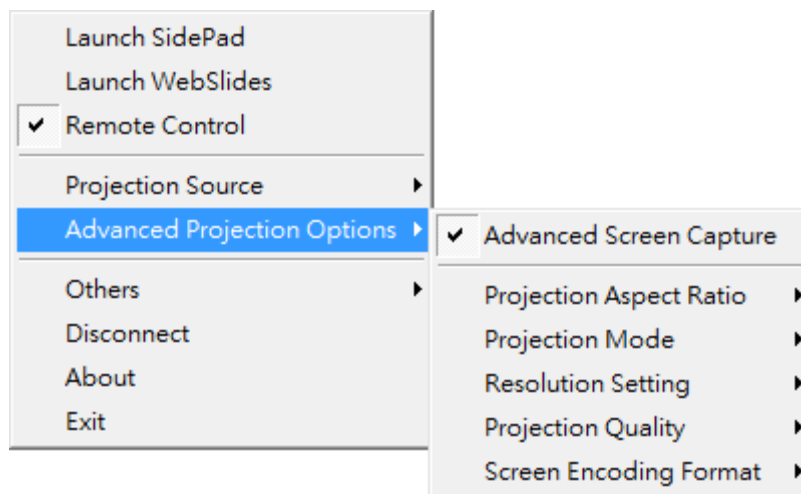 Launch SidePad
Launch WebSlides
Remote Control
Projection Source
Advanced Projection Options
Others
Disconnect
About
Exit
Advanced Screen Capture
Projection Aspect Ratio
Projection Mode
Resolution Setting
Projection Quality
Screen Encoding Format